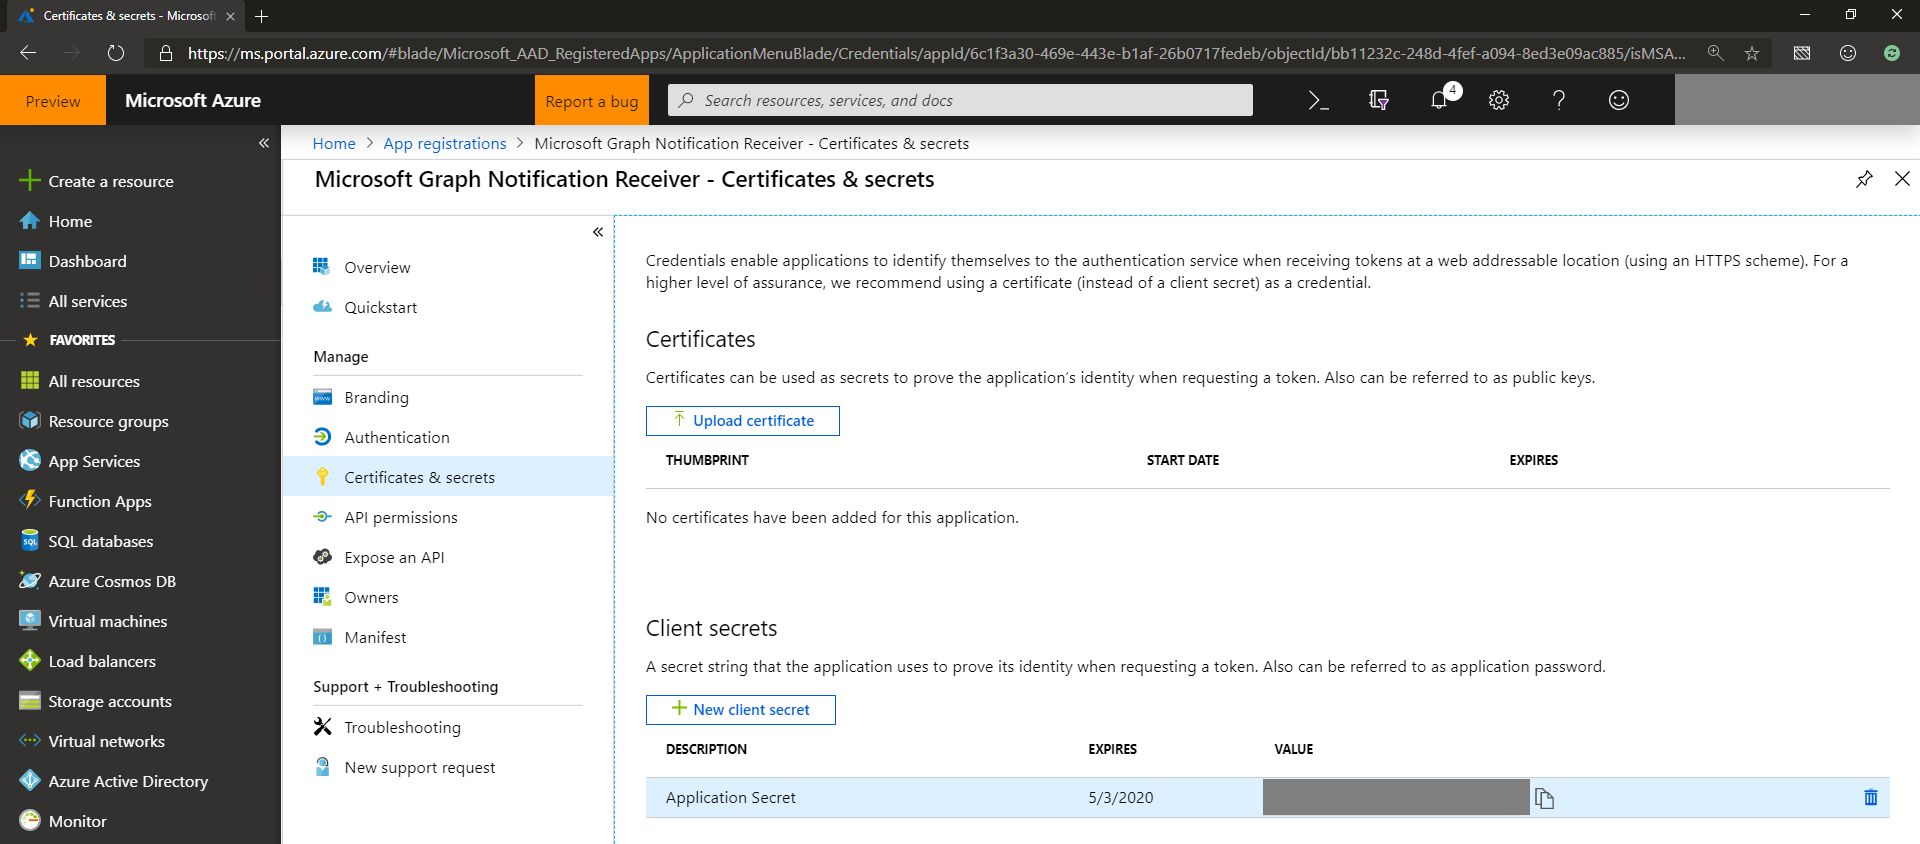 Certificates & secrets - Microsof
https://ms.portal.azure.com/#blade/Microsoft_AAD_RegisteredApps/ApplicationMenuBlade/Credentials/appId/6c1f3a30-469e-443e-b1af-26b0717fedeb/objectId/bb11232c-248d-4fef-a094-8ed3e09ac885/isMSA...
Preview
Microsoft Azure
Report a bug
Search resources, services, and docs
4
Home > App registrations > Microsoft Graph Notification Receiver - Certificates & secrets
Microsoft Graph Notification Receiver - Certificates & secrets
Create a resource
Home
Dashboard
All services
FAVORITES
All resources
Resource groups
App Services
Function Apps
SQL databases
Azure Cosmos DB
Virtual machines
Load balancers
Storage accounts
Virtual networks
Azure Active Directory
Monitor
Overview
Quickstart
Manage
Branding
Authentication
Certificates & secrets
API permissions
Expose an API
Owners
Manifest
Support + Troubleshooting
Troubleshooting
New support request
Credentials enable applications to identify themselves to the authentication service when receiving tokens at a web addressable location (using an HTTPS scheme). For a
higher level of assurance, we recommend using a certificate (instead of a client secret) as a credential.
Certificates
Certificates can be used as secrets to prove the application's identity when requesting a token. Also can be referred to as public keys.
Upload certificate
THUMBPRINT START DATE EXPIRES
No certificates have been added for this application.
Client secrets
A secret string that the application uses to prove its identity when requesting a token. Also can be referred to as application password.
New client secret
DESCRIPTION EXPIRES VALUE
Application Secret 5/3/2020